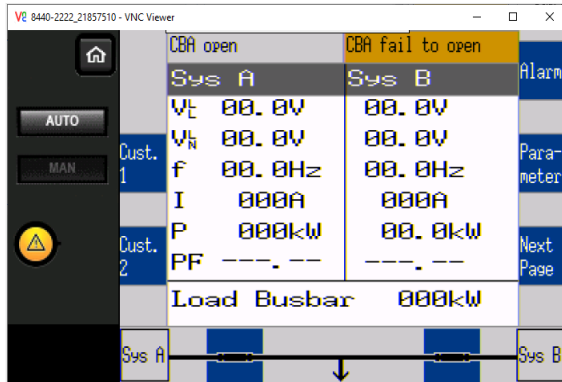 8440-2222_21857510 - VNC Viewer
CBA open CBA fail to open
Sys A Sys B
AUTO
MAN
Cust.
1
Cust.
2
VLL 00.0V 00.0V
VLN 00.0V 00.0V
f 00.0Hz 00.0Hz
I 000A 000A
P 000kW 00.0kW
PF ---.-- ---.--
Load Busbar 000kW
Alarm
Para-
meter
Next
Page
Sys A Sys B